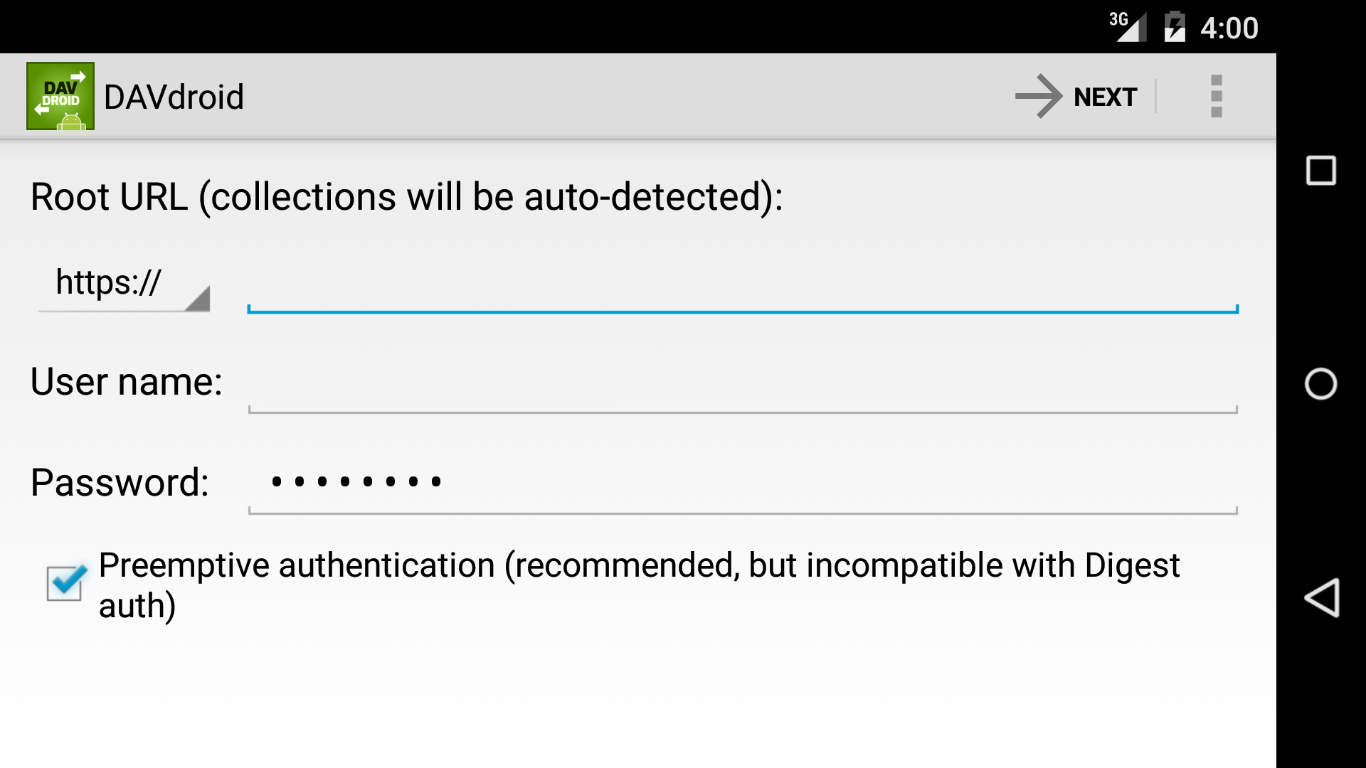 3G 4:00
DAV
DROID
DAVdroid
NEXT
Root URL (collections will be auto-detected):
https://
User name:
Password: ••••••••
Preemptive authentication (recommended, but incompatible with Digest
auth)